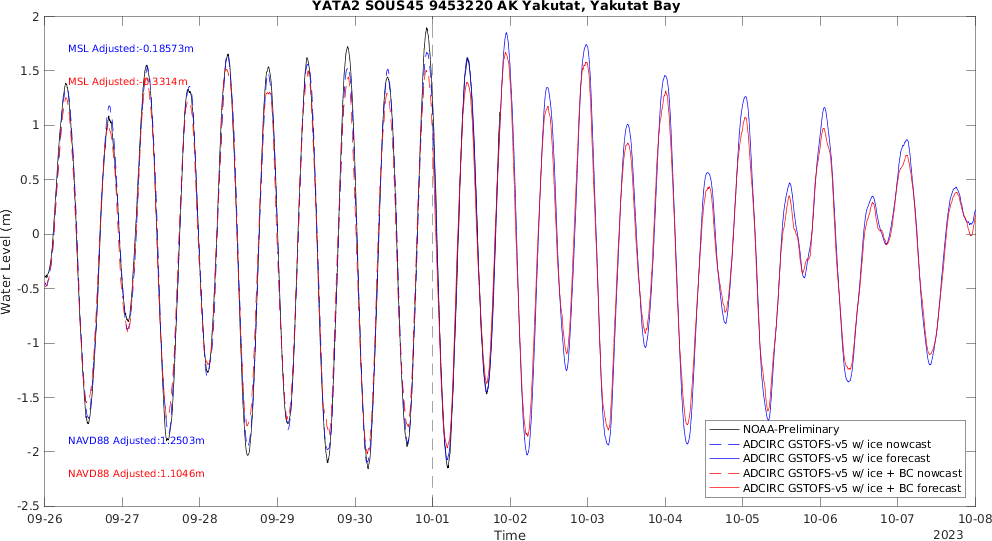 YATA2 SOUS45 9453220 AK Yakutat, Yakutat Bay
2
1.5
1
0.5
0
-0.5
-1
-1.5
-2
-2.5
Water Level (m)
MSL Adjusted:-0.18573m
MSL Adjusted:-0.3314m
NAVD88 Adjusted:1.2503m
NAVD88 Adjusted:1.1046m
NOAA-Preliminary
ADCIRC GSTOFS-v5 w/ ice nowcast
ADCIRC GSTOFS-v5 w/ ice forecast
ADCIRC GSTOFS-v5 w/ ice + BC nowcast
ADCIRC GSTOFS-v5 w/ ice + BC forecast
09-26 09-27 09-28 09-29 09-30 10-01 10-02 10-03 10-04 10-05 10-06 10-07 10-08
Time
2023